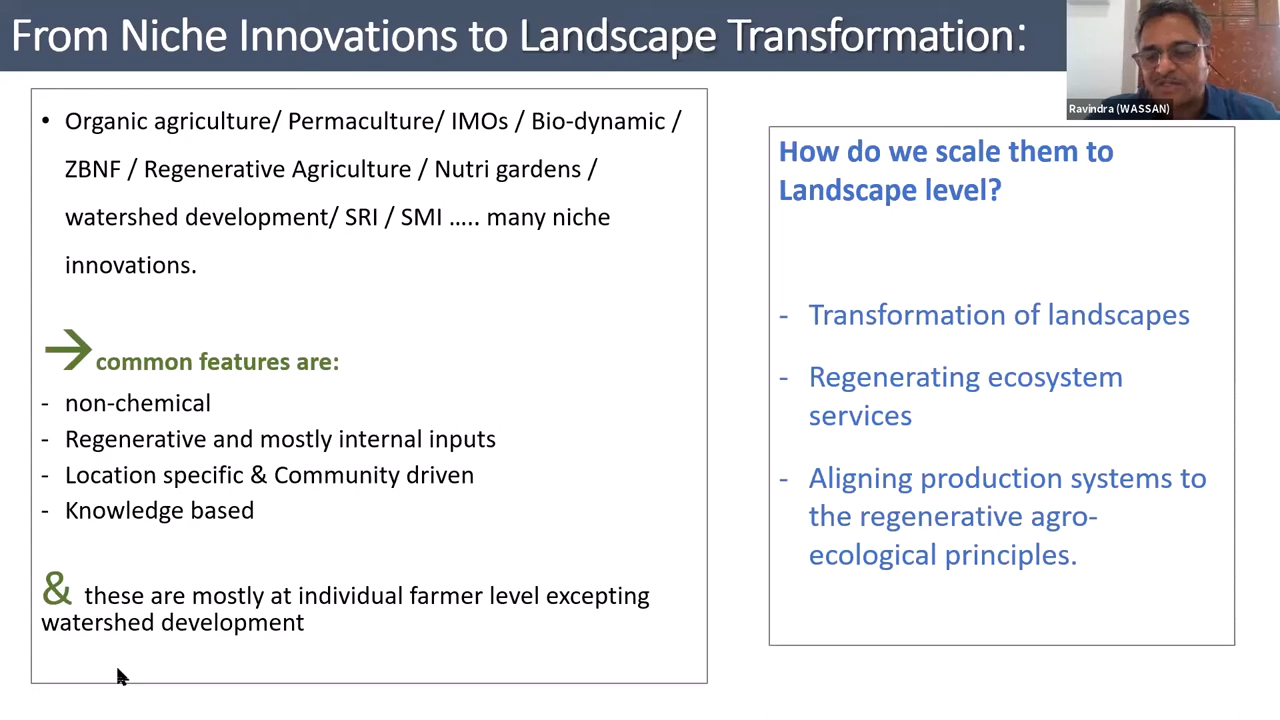 From Niche Innovations to Landscape Transformation:
Ravindra (WASSAN)
• Organic agriculture/ Permaculture/ IMOs / Bio-dynamic /
ZBNF / Regenerative Agriculture / Nutri gardens /
watershed development/ SRI / SMI ..... many niche
innovations.
→ common features are:
- non-chemical
- Regenerative and mostly internal inputs
- Location specific & Community driven
- Knowledge based
& these are mostly at individual farmer level excepting
watershed development
How do we scale them to
Landscape level?
- Transformation of landscapes
- Regenerating ecosystem
services
- Aligning production systems to
the regenerative agro-
ecological principles.